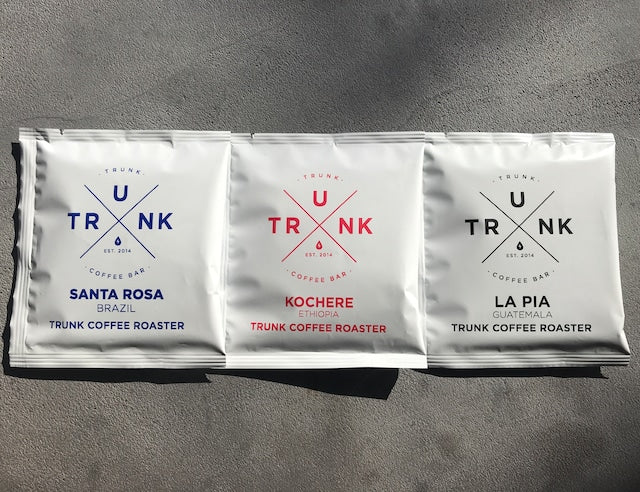 · TRUNK ·
U
TR NK
EST. 2014
· COFFEE BAR ·
SANTA ROSA
BRAZIL
TRUNK COFFEE ROASTER
· TRUNK ·
U
TR NK
EST. 2014
· COFFEE BAR ·
KOCHERE
ETHIOPIA
TRUNK COFFEE ROASTER
· TRUNK ·
U
TR NK
EST. 2014
· COFFEE BAR ·
LA PIA
GUATEMALA
TRUNK COFFEE ROASTER